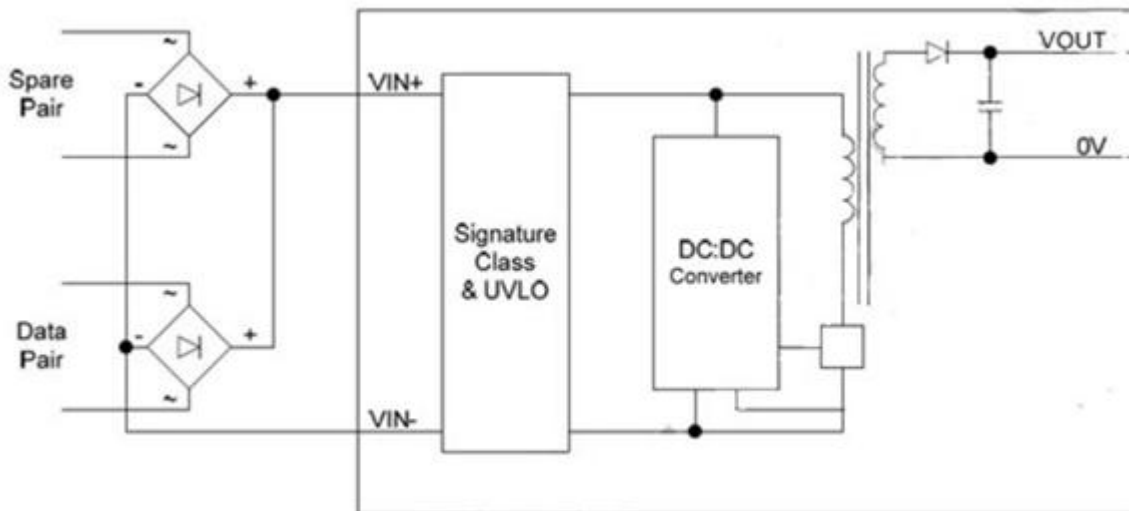 Spare
Pair
~
-
+
~
Data
Pair
~
-
+
~
VIN+
VIN-
Signature
Class
& UVLO
DC:DC
Converter
VOUT
0V